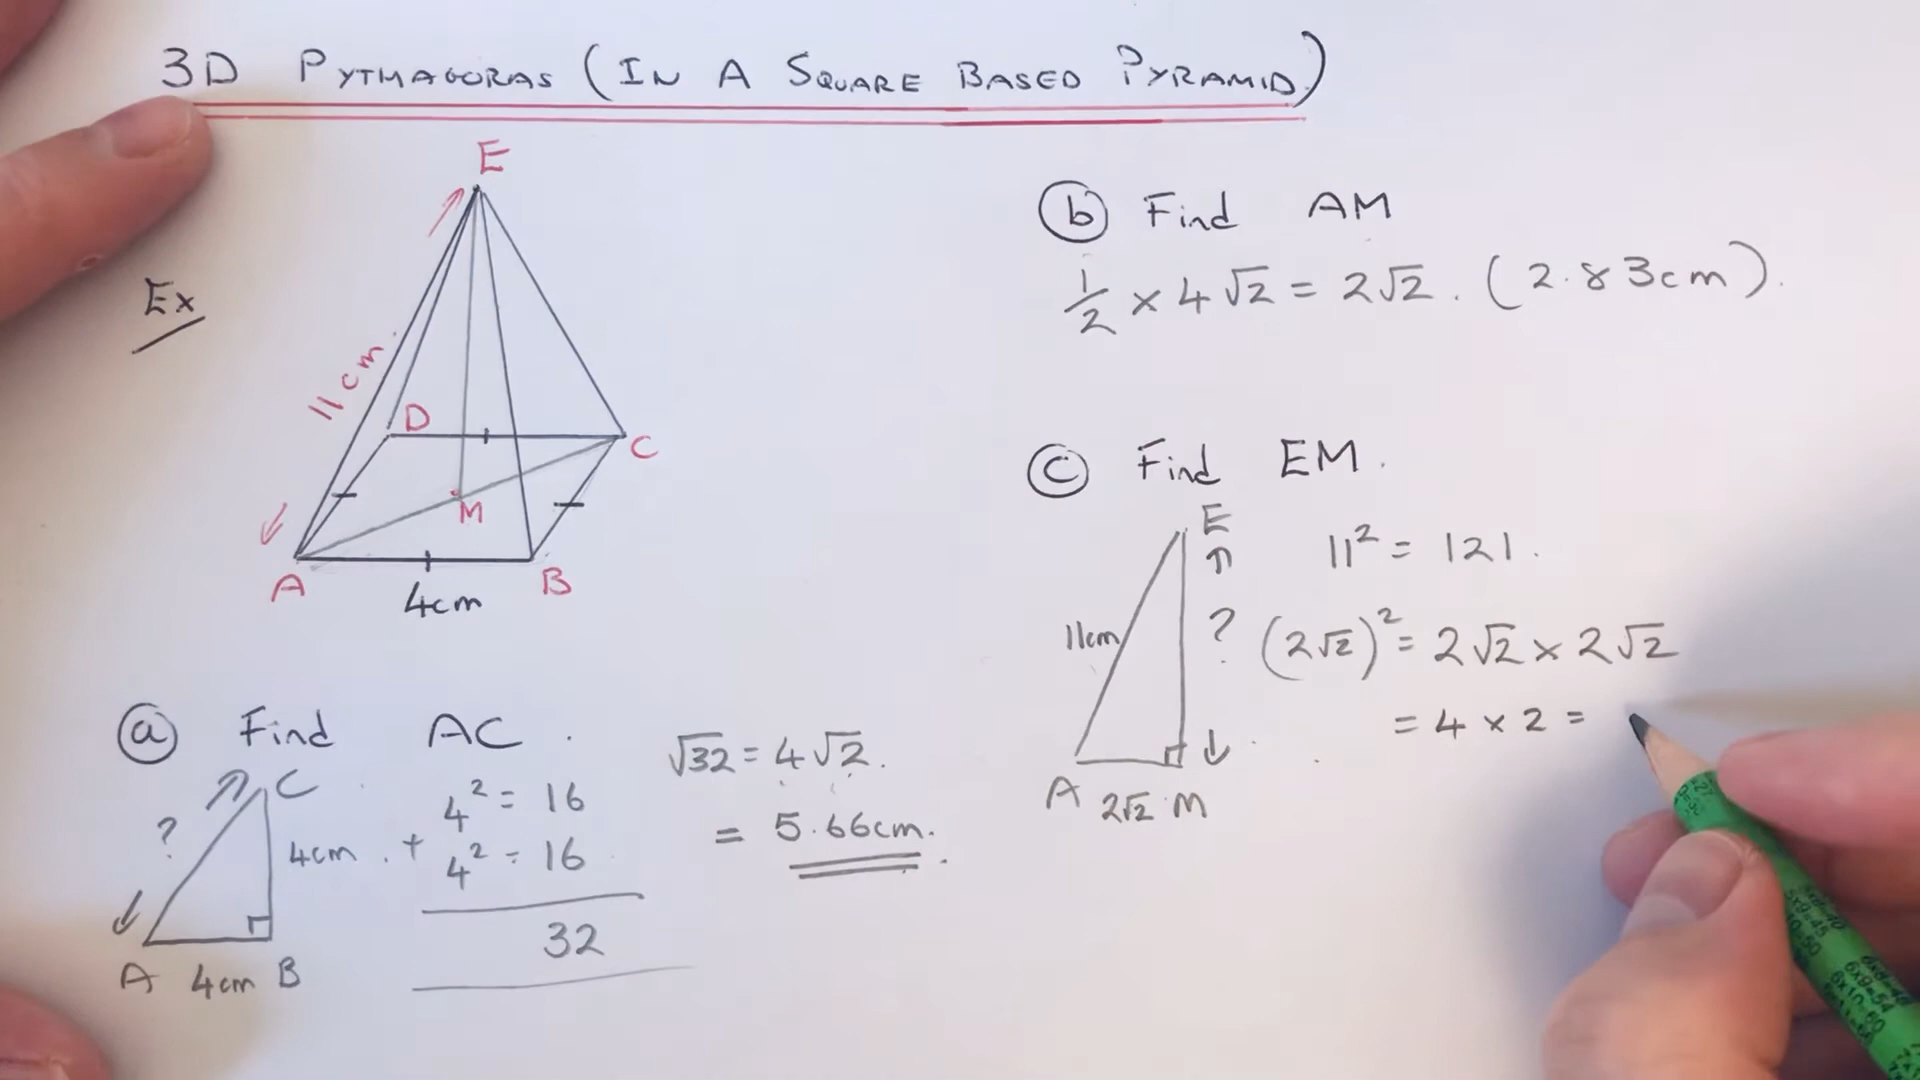 3D PYTHAGORAS (IN A SQUARE BASED PYRAMID)
Ex
E
11cm
D
C
M
A
B
4cm
ⓐ Find AC.
C
?
4cm
A 4cm B
4² = 16
+ 4² = 16
32
√32 = 4√2.
= 5.66cm.
ⓑ Find AM
1/2 × 4√2 = 2√2. (2.83cm).
ⓒ Find EM.
E
11cm
?
A 2√2 M
11² = 121.
(2√2)² = 2√2 × 2√2
= 4 × 2 =